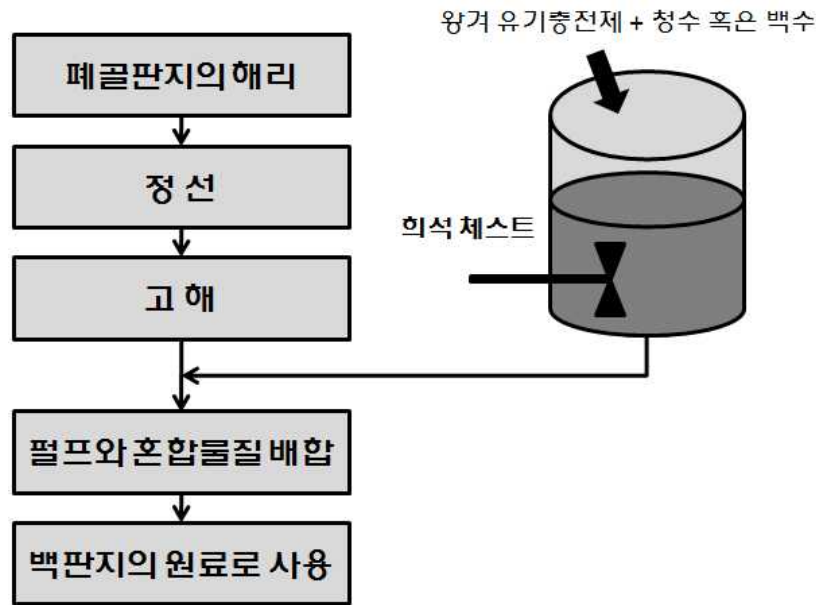 왕겨 유기충전제 + 청수 혹은 백수
폐골판지의 해리
정 선
희석 체스트
고 해
펄프와 혼합물질 배합
백판지의 원료로 사용